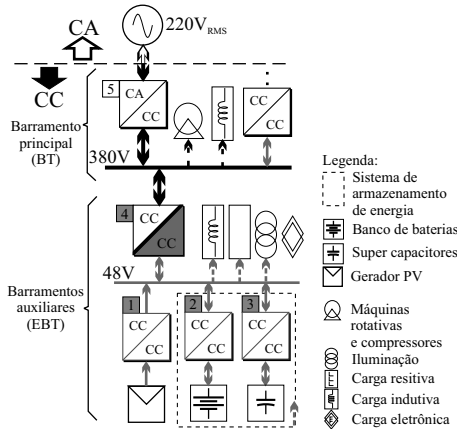 CA
220V RMS
CC
5
CA
CC
CC
CC
Barramento
principal
(BT)
380V
4
CC
CC
48V
Barramentos
auxiliares
(EBT)
1
CC
CC
2
CC
CC
3
CC
CC
Legenda:
Sistema de
armazenamento
de energia
Banco de baterias
Super capacitores
Gerador PV
Máquinas
rotativas
e compressores
Iluminação
Carga resitiva
Carga indutiva
Carga eletrônica